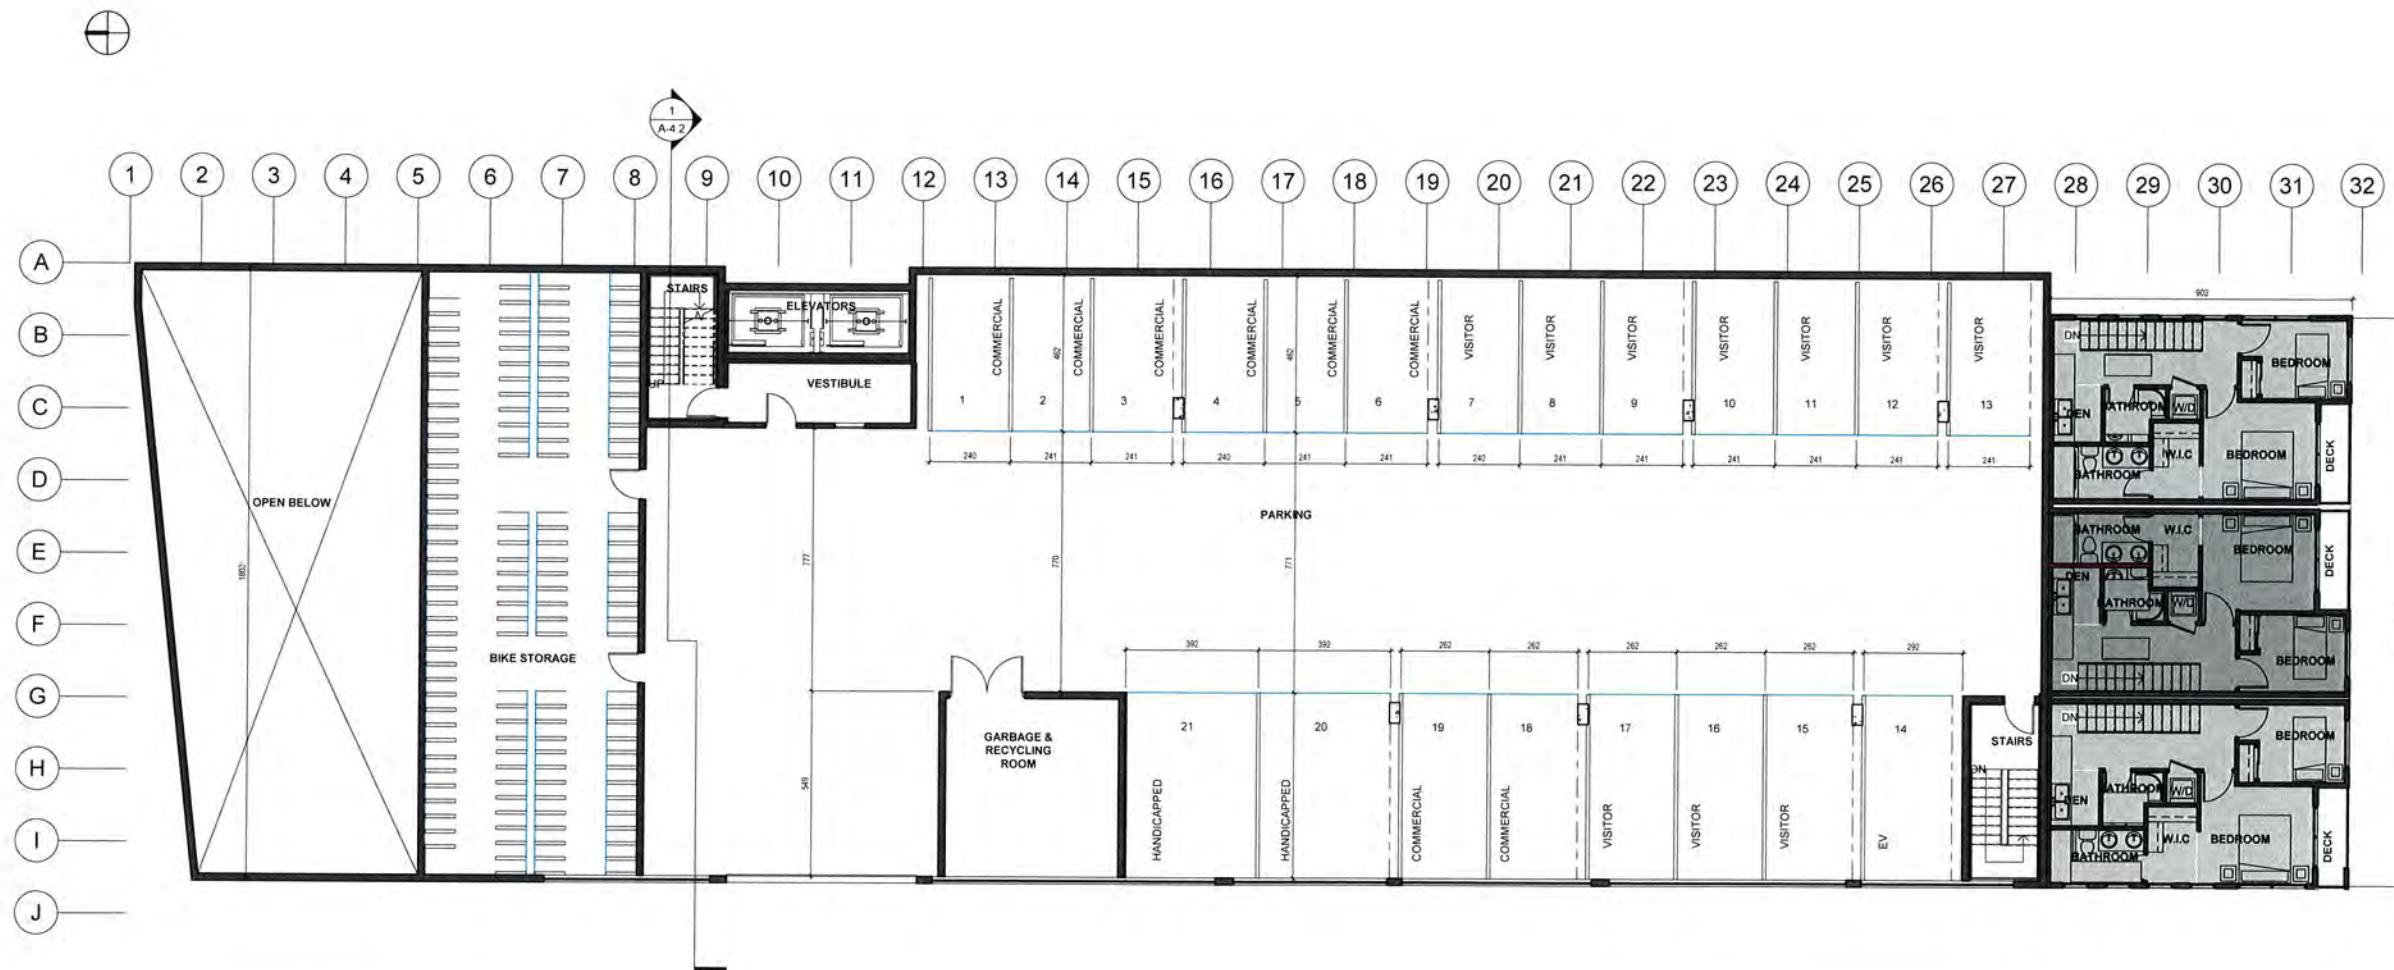 1
A-4.2
1
2
3
4
5
6
7
8
9
10
11
12
13
14
15
16
17
18
19
20
21
22
23
24
25
26
27
28
29
30
31
32
A
B
C
D
E
F
G
H
I
J
OPEN BELOW
1802
BIKE STORAGE
STAIRS
UP
ELEVATORS
VESTIBULE
COMMERCIAL
COMMERCIAL
COMMERCIAL
COMMERCIAL
COMMERCIAL
COMMERCIAL
VISITOR
VISITOR
VISITOR
VISITOR
VISITOR
VISITOR
VISITOR
462
462
1
2
3
4
5
6
7
8
9
10
11
12
13
240
241
241
240
241
241
240
241
241
241
241
241
241
PARKING
777
770
771
549
392
392
262
262
262
262
262
292
GARBAGE &
RECYCLING
ROOM
21
20
19
18
17
16
15
14
HANDICAPPED
HANDICAPPED
COMMERCIAL
COMMERCIAL
VISITOR
VISITOR
VISITOR
EV
STAIRS
DN
902
DN
BEDROOM
DEN
BATHROOM
W/D
BATHROOM
W.I.C
BEDROOM
DECK
BATHROOM
W.I.C
BEDROOM
DECK
DEN
BATHROOM
W/D
BEDROOM
DN
DN
BEDROOM
DEN
BATHROOM
W/D
BATHROOM
W.I.C
BEDROOM
DECK